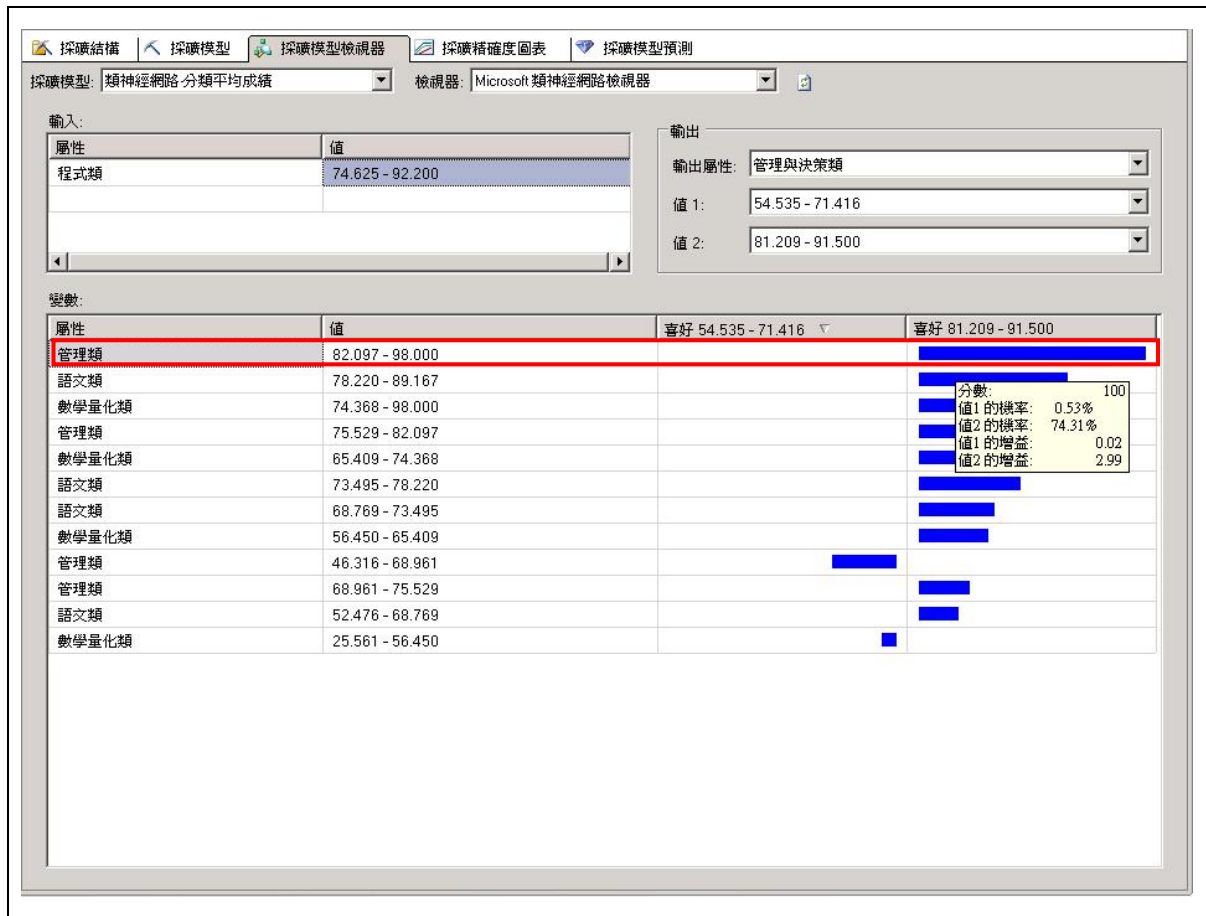 採礦結構 採礦模型 採礦模型檢視器 採礦精確度圖表 採礦模型預測
採礦模型: 類神經網路-分類平均成績 檢視器: Microsoft 類神經網路檢視器
輸入:
屬性 值
程式類 74.625 - 92.200
輸出
輸出屬性: 管理與決策類
值 1: 54.535 - 71.416
值 2: 81.209 - 91.500
變數:
屬性 值 喜好 54.535 - 71.416 喜好 81.209 - 91.500
管理類 82.097 - 98.000
語文類 78.220 - 89.167
數學量化類 74.368 - 98.000
管理類 75.529 - 82.097
數學量化類 65.409 - 74.368
語文類 73.495 - 78.220
語文類 68.769 - 73.495
數學量化類 56.450 - 65.409
管理類 46.316 - 68.961
管理類 68.961 - 75.529
語文類 52.476 - 68.769
數學量化類 25.561 - 56.450
分數: 100
值1 的機率: 0.53%
值2 的機率: 74.31%
值1 的增益: 0.02
值2 的增益: 2.99